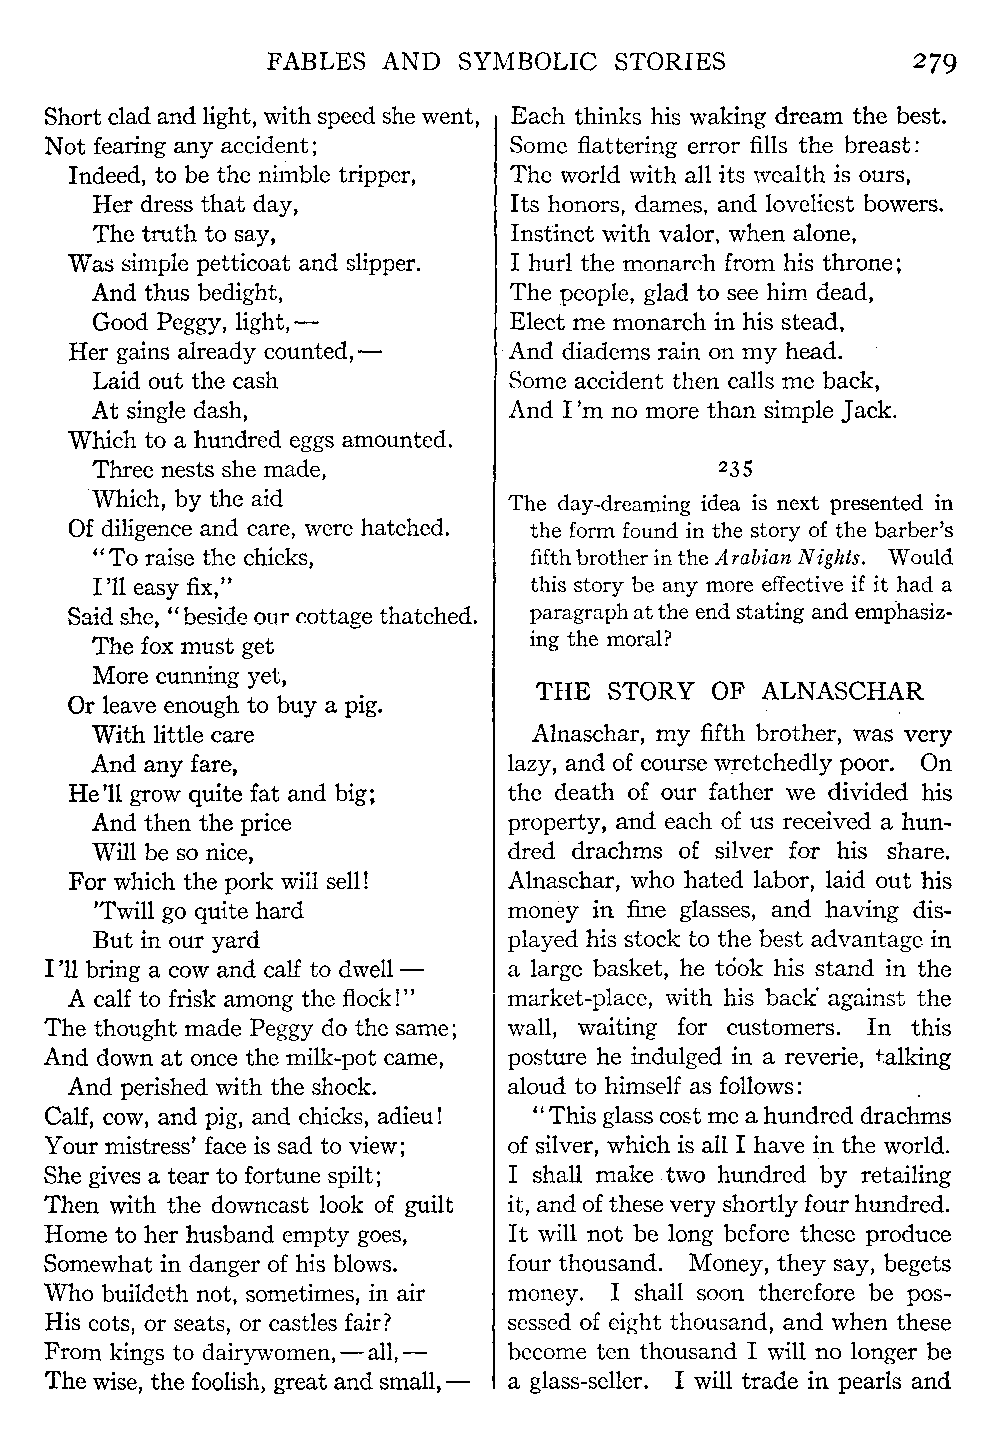 FABLES AND SYMBOLIC STORIES 279
Short clad and light, with speed she went,
Not fearing any accident;
Indeed, to be the nimble tripper,
Her dress that day,
The truth to say,
Was simple petticoat and slipper.
And thus bedight,
Good Peggy, light,—
Her gains already counted,—
Laid out the cash
At single dash,
Which to a hundred eggs amounted.
Three nests she made,
Which, by the aid
Of diligence and care, were hatched.
"To raise the chicks,
I'll easy fix,"
Said she, "beside our cottage thatched.
The fox must get
More cunning yet,
Or leave enough to buy a pig.
With little care
And any fare,
He'll grow quite fat and big;
And then the price
Will be so nice,
For which the pork will sell!
'Twill go quite hard
But in our yard
I'll bring a cow and calf to dwell—
A calf to frisk among the flock!"
The thought made Peggy do the same;
And down at once the milk-pot came,
And perished with the shock.
Calf, cow, and pig, and chicks, adieu!
Your mistress' face is sad to view;
She gives a tear to fortune spilt;
Then with the downcast look of guilt
Home to her husband empty goes,
Somewhat in danger of his blows.
Who buildeth not, sometimes, in air
His cots, or seats, or castles fair?
From kings to dairywomen,—all,—
The wise, the foolish, great and small,—
Each thinks his waking dream the best.
Some flattering error fills the breast:
The world with all its wealth is ours,
Its honors, dames, and loveliest bowers.
Instinct with valor, when alone,
I hurl the monarch from his throne;
The people, glad to see him dead,
Elect me monarch in his stead,
And diadems rain on my head.
Some accident then calls me back,
And I'm no more than simple Jack.
235
The day-dreaming idea is next presented in
the form found in the story of the barber's
fifth brother in the Arabian Nights. Would
this story be any more effective if it had a
paragraph at the end stating and emphasiz-
ing the moral?
THE STORY OF ALNASCHAR
Alnaschar, my fifth brother, was very
lazy, and of course wretchedly poor. On
the death of our father we divided his
property, and each of us received a hun-
dred drachms of silver for his share.
Alnaschar, who hated labor, laid out his
money in fine glasses, and having dis-
played his stock to the best advantage in
a large basket, he took his stand in the
market-place, with his back against the
wall, waiting for customers. In this
posture he indulged in a reverie, talking
aloud to himself as follows:
"This glass cost me a hundred drachms
of silver, which is all I have in the world.
I shall make two hundred by retailing
it, and of these very shortly four hundred.
It will not be long before these produce
four thousand. Money, they say, begets
money. I shall soon therefore be pos-
sessed of eight thousand, and when these
become ten thousand I will no longer be
a glass-seller. I will trade in pearls and